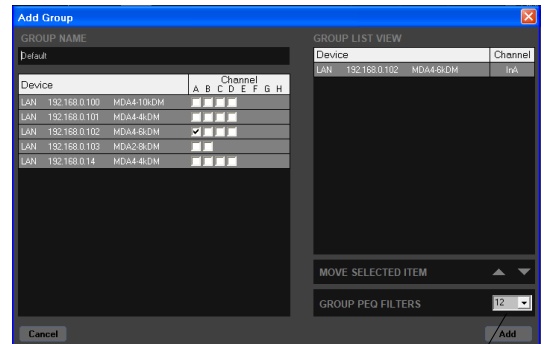 Add Group
GROUP NAME
Default
Device Channel
A B C D E F G H
LAN 192.168.0.100 MDA4-10kDM
LAN 192.168.0.101 MDA4-4kDM
LAN 192.168.0.102 MDA4-6kDM
LAN 192.168.0.103 MDA2-8kDM
LAN 192.168.0.14 MDA4-4kDM
Cancel
GROUP LIST VIEW
Device Channel
LAN 192.168.0.102 MDA4-6kDM InA
MOVE SELECTED ITEM
GROUP PEQ FILTERS 12
Add